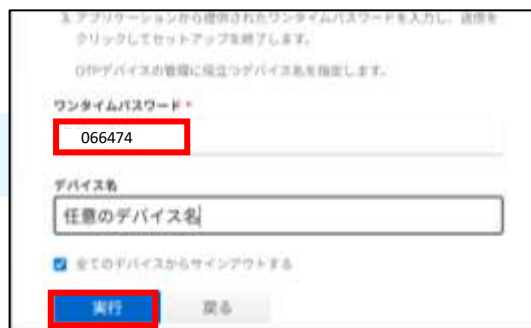 3. アプリケーションから提供されたワンタイムパスワードを入力し、送信を
クリックしてセットアップを終了します。
OTPデバイスの管理に役立つデバイス名を指定します。
ワンタイムパスワード *
066474
デバイス名
任意のデバイス名
全てのデバイスからサインアウトする
実行
戻る